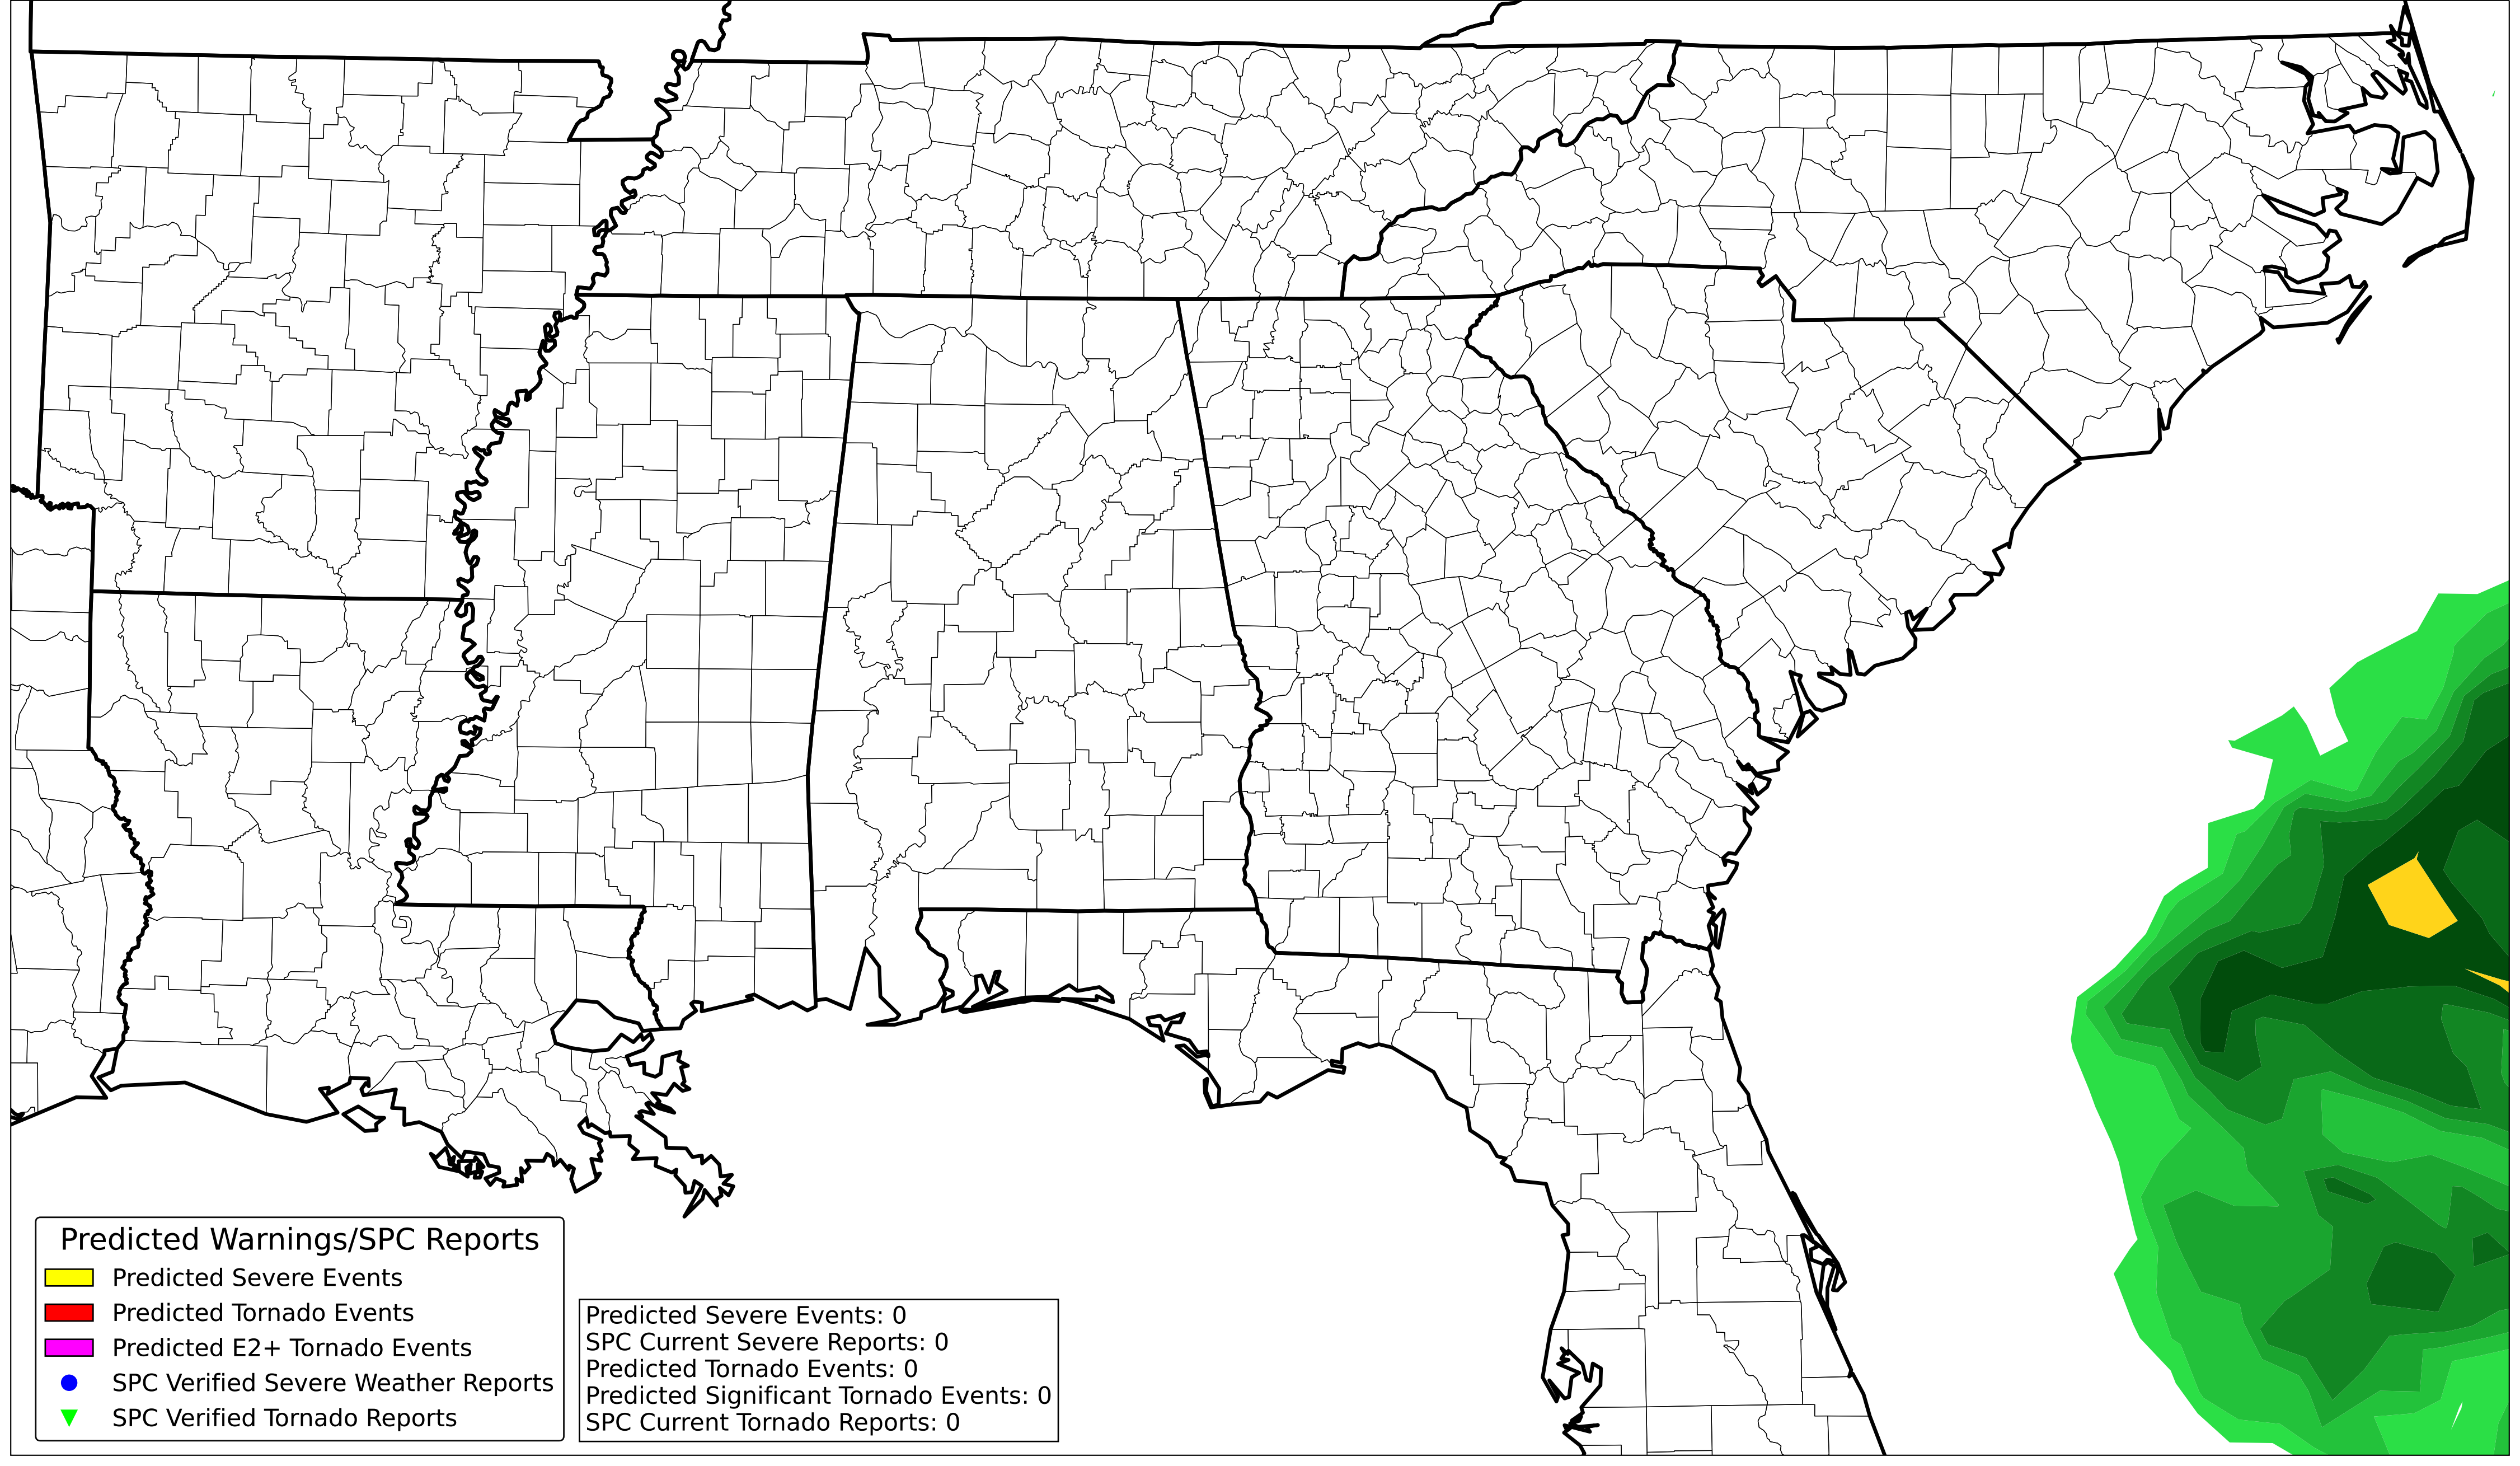 Predicted Warnings/SPC Reports
Predicted Severe Events
Predicted Tornado Events
Predicted E2+ Tornado Events
SPC Verified Severe Weather Reports
SPC Verified Tornado Reports
Predicted Severe Events: 0
SPC Current Severe Reports: 0
Predicted Tornado Events: 0
Predicted Significant Tornado Events: 0
SPC Current Tornado Reports: 0